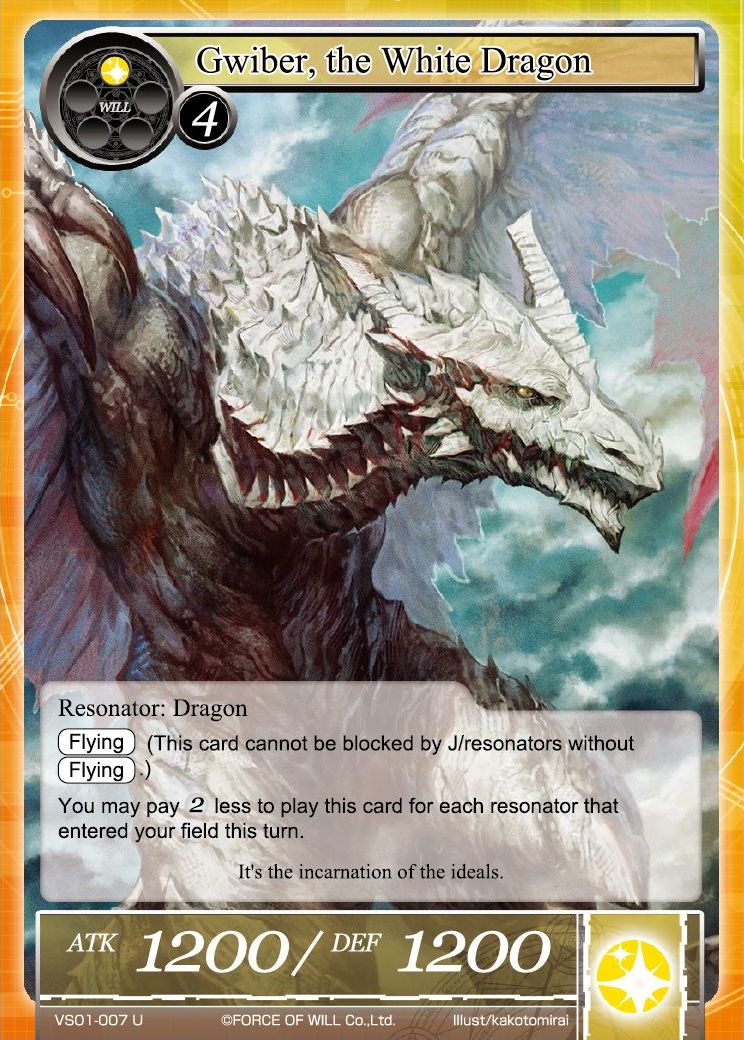 Gwiber, the White Dragon
WILL
4
Resonator: Dragon
Flying (This card cannot be blocked by J/resonators without
Flying .)
You may pay 2 less to play this card for each resonator that
entered your field this turn.
It's the incarnation of the ideals.
ATK 1200/ DEF 1200
VS01-007 U ©FORCE OF WILL Co.,Ltd. Illust/kakotomirai